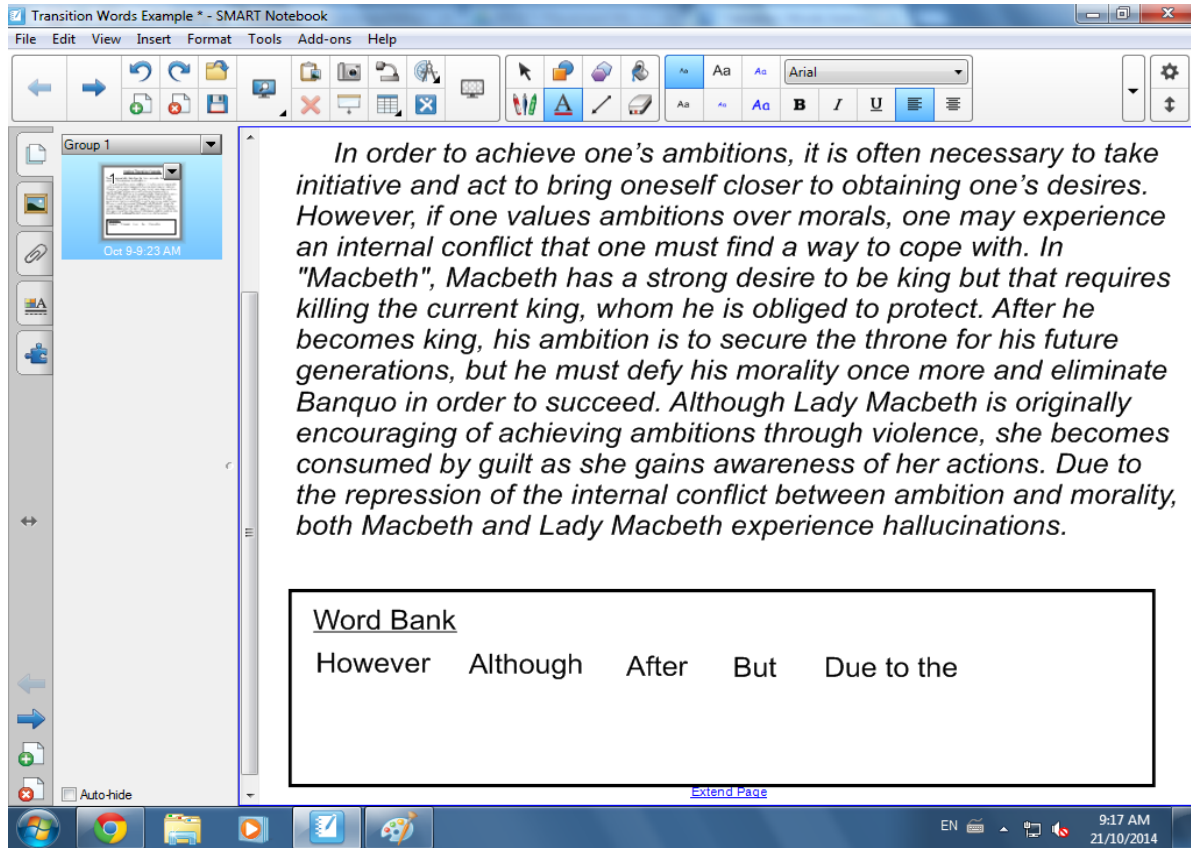 Transition Words Example * - SMART Notebook
File Edit View Insert Format Tools Add-ons Help
Aa Aa Aa Arial
Aa Aa Aa B I U
Group 1
1
Oct 9-9:23 AM
In order to achieve one’s ambitions, it is often necessary to take
initiative and act to bring oneself closer to obtaining one’s desires.
However, if one values ambitions over morals, one may experience
an internal conflict that one must find a way to cope with. In
"Macbeth", Macbeth has a strong desire to be king but that requires
killing the current king, whom he is obliged to protect. After he
becomes king, his ambition is to secure the throne for his future
generations, but he must defy his morality once more and eliminate
Banquo in order to succeed. Although Lady Macbeth is originally
encouraging of achieving ambitions through violence, she becomes
consumed by guilt as she gains awareness of her actions. Due to
the repression of the internal conflict between ambition and morality,
both Macbeth and Lady Macbeth experience hallucinations.
Word Bank
However Although After But Due to the
Extend Page
Auto-hide
EN
9:17 AM
21/10/2014